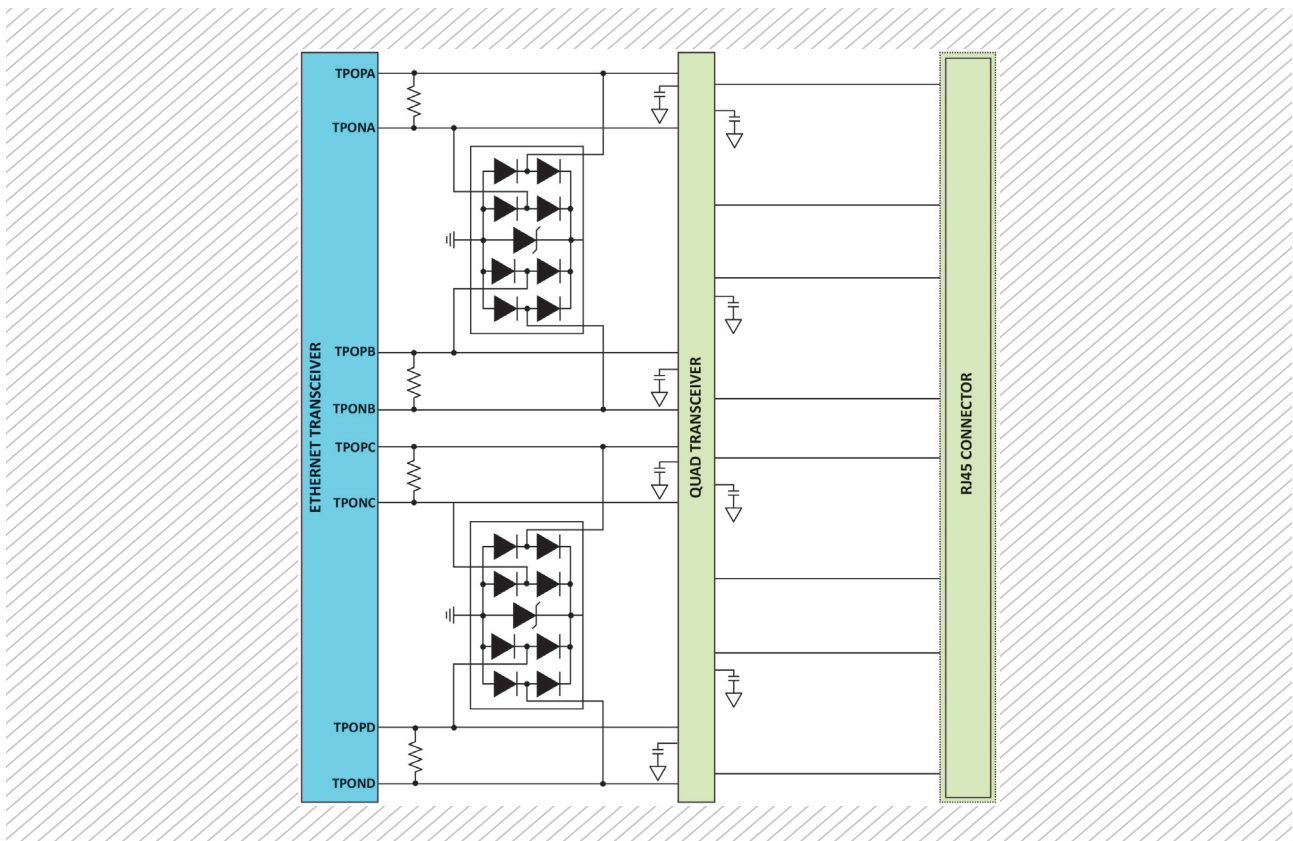 TPOPA
TPONA
TPOPB
TPONB
TPOPC
TPONC
TPOPD
TPOND
ETHERNET TRANSCEIVER
QUAD TRANSCEIVER
RJ45 CONNECTOR